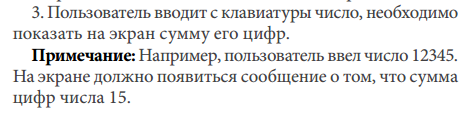 3. Пользователь вводит с клавиатуры число, необходимо
показать на экран сумму его цифр.
Примечание: Например, пользователь ввел число 12345.
На экране должно появиться сообщение о том, что сумма
цифр числа 15.